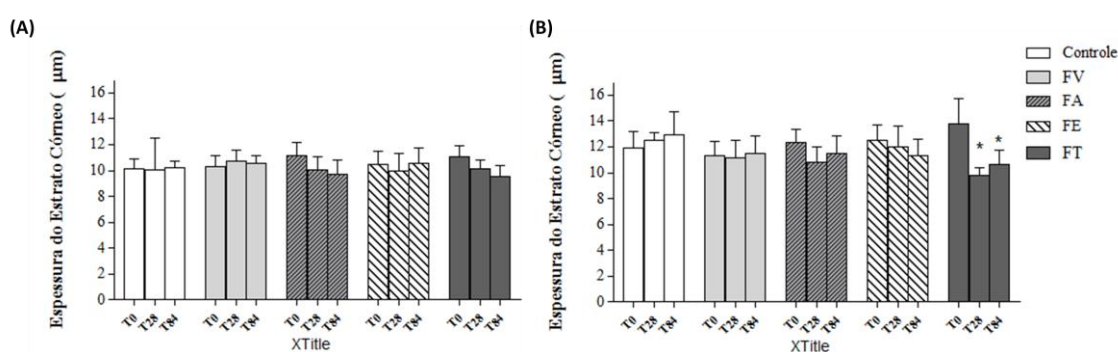 (A)
Espessura do Estrato Córneo ( μm)
16
14
12
10
8
6
4
2
0
T0 T28 T84 T0 T28 T84 T0 T28 T84 T0 T28 T84 T0 T28 T84
XTitle
(B)
Espessura do Estrato Córneo ( μm)
16
14
12
10
8
6
4
2
0
* *
T0 T28 T84 T0 T28 T84 T0 T28 T84 T0 T28 T84 T0 T28 T84
XTitle
Controle
FV
FA
FE
FT